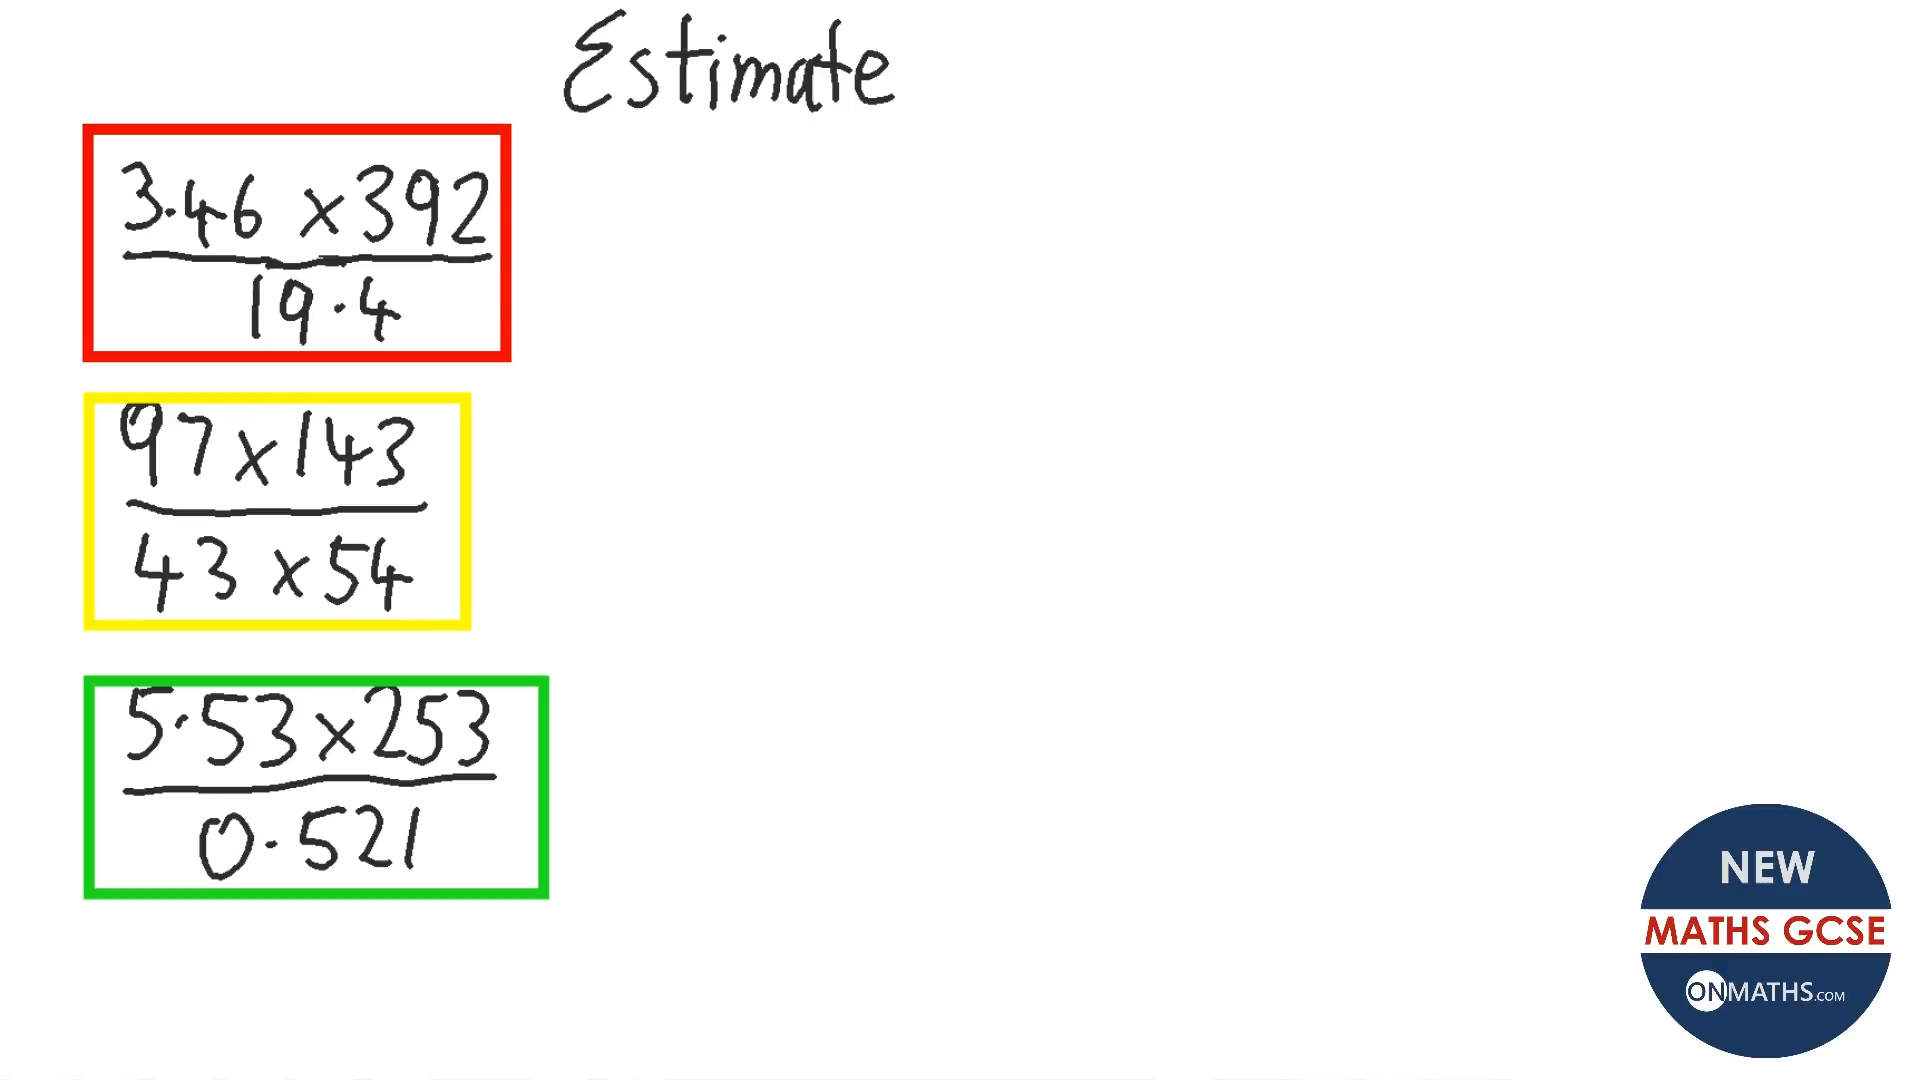 Estimate
3.46 x 392
19.4
97 x 143
43 x 54
5.53 x 253
0.521
NEW
MATHS GCSE
ONMATHS.COM